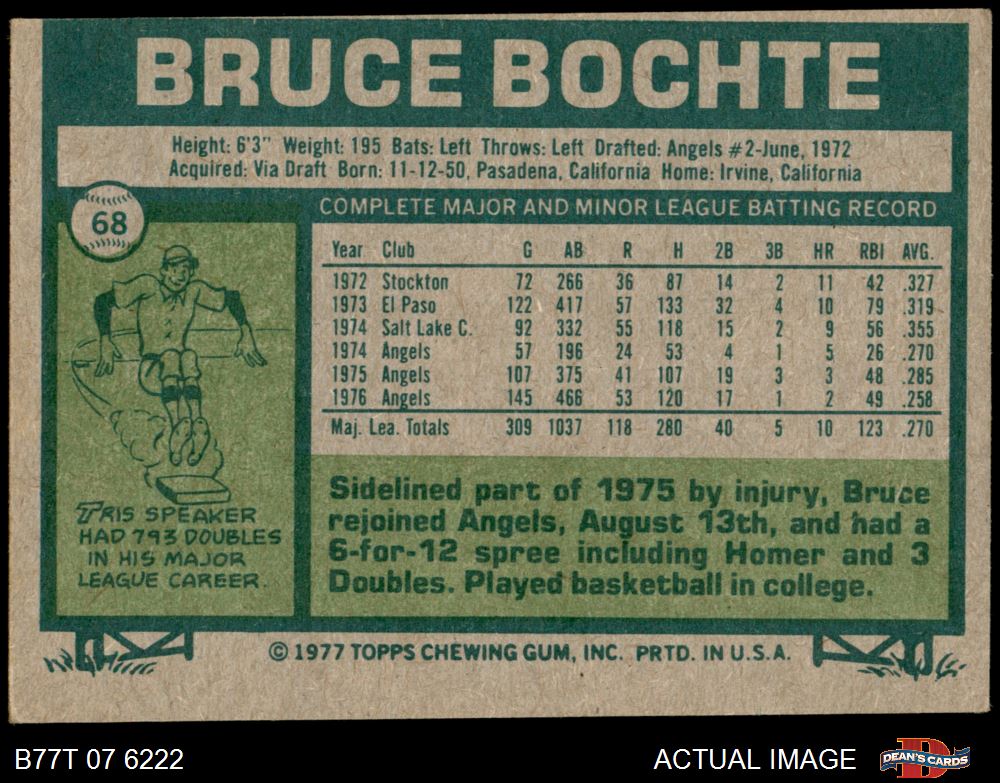 BRUCE BOCHTE
Height: 6'3" Weight: 195 Bats: Left Throws: Left Drafted: Angels #2-June, 1972
Acquired: Via Draft Born: 11-12-50, Pasadena, California Home: Irvine, California
68
COMPLETE MAJOR AND MINOR LEAGUE BATTING RECORD
Year Club G AB R H 2B 3B HR RBI AVG.
1972 Stockton 72 266 36 87 14 2 11 42 .327
1973 El Paso 122 417 57 133 32 4 10 79 .319
1974 Salt Lake C. 92 332 55 118 15 2 9 56 .355
1974 Angels 57 196 24 53 4 1 5 26 .270
1975 Angels 107 375 41 107 19 3 3 48 .285
1976 Angels 145 466 53 120 17 1 2 49 .258
Maj. Lea. Totals 309 1037 118 280 40 5 10 123 .270
TRIS SPEAKER
HAD 793 DOUBLES
IN HIS MAJOR
LEAGUE CAREER.
Sidelined part of 1975 by injury, Bruce
rejoined Angels, August 13th, and had a
6-for-12 spree including Homer and 3
Doubles. Played basketball in college.
© 1977 TOPPS CHEWING GUM, INC. PRTD. IN U.S.A.
B77T 07 6222
ACTUAL IMAGE
DEAN'S CARDS